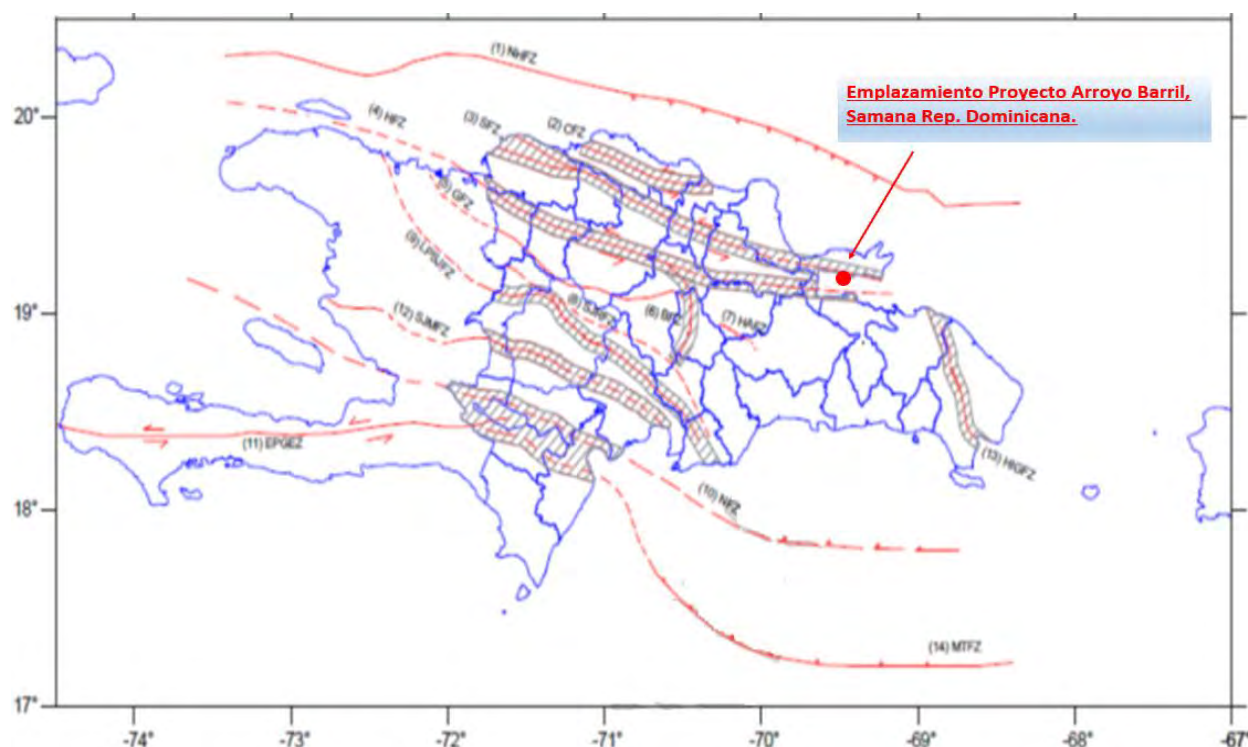 (1) NHFZ
Emplazamiento Proyecto Arroyo Barril,
Samana Rep. Dominicana.
20°
(4) HFZ
(3) SFZ
(2) CFZ
(5) GFZ
(9) LPSJFZ
19°
(12) SJMFZ
(8) SJRFZ
(6) BFZ
(7) HAFZ
(11) EPGEZ
(13) HIGFZ
18°
(10) NFZ
(14) MTFZ
17°
-74°
-73°
-72°
-71°
-70°
-69°
-68°
-67°